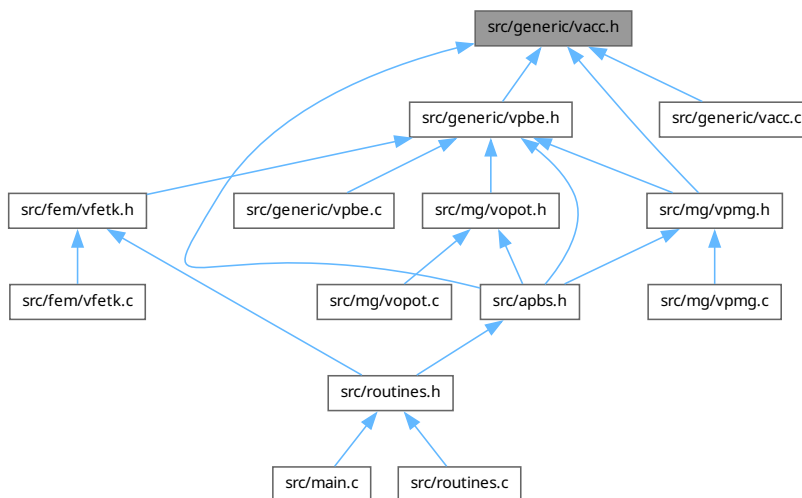 src/generic/vacc.h
src/generic/vpbe.h
src/generic/vacc.c
src/fem/vfetk.h
src/generic/vpbe.c
src/mg/vopot.h
src/mg/vpmg.h
src/fem/vfetk.c
src/mg/vopot.c
src/apbs.h
src/mg/vpmg.c
src/routines.h
src/main.c
src/routines.c